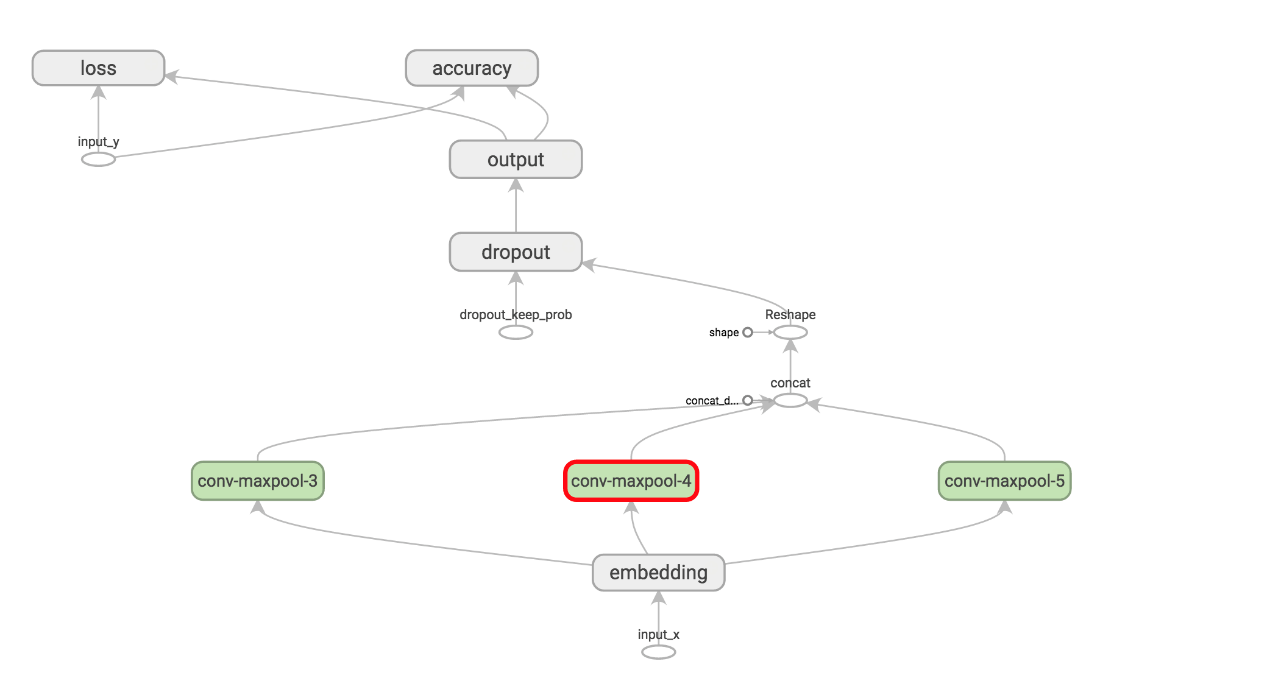 loss
accuracy
input_y
output
dropout
dropout_keep_prob
Reshape
shape
concat
concat_d...
conv-maxpool-3
conv-maxpool-4
conv-maxpool-5
embedding
input_x